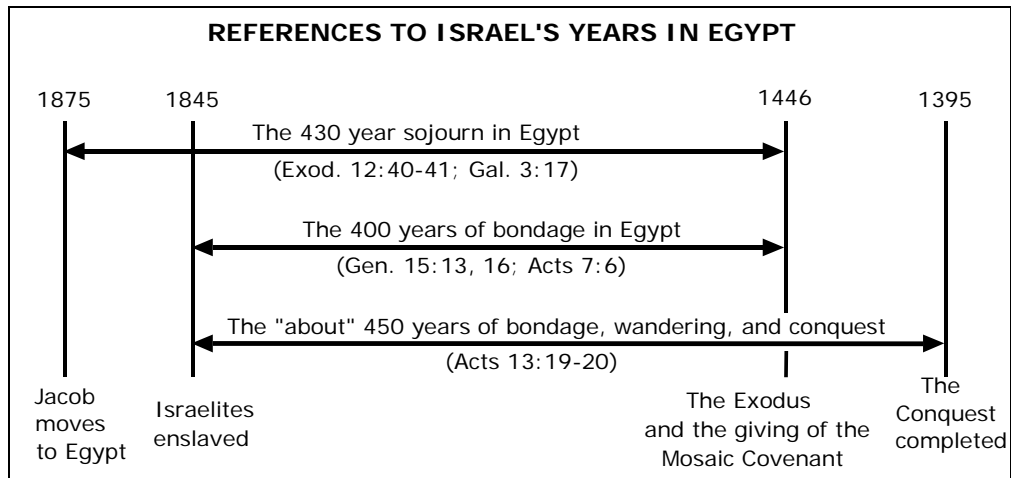 REFERENCES TO ISRAEL'S YEARS IN EGYPT
1875 1845 1446 1395
The 430 year sojourn in Egypt
(Exod. 12:40-41; Gal. 3:17)
The 400 years of bondage in Egypt
(Gen. 15:13, 16; Acts 7:6)
The "about" 450 years of bondage, wandering, and conquest
(Acts 13:19-20)
Jacob
moves
to Egypt
Israelites
enslaved
The Exodus
and the giving of the
Mosaic Covenant
The
Conquest
completed